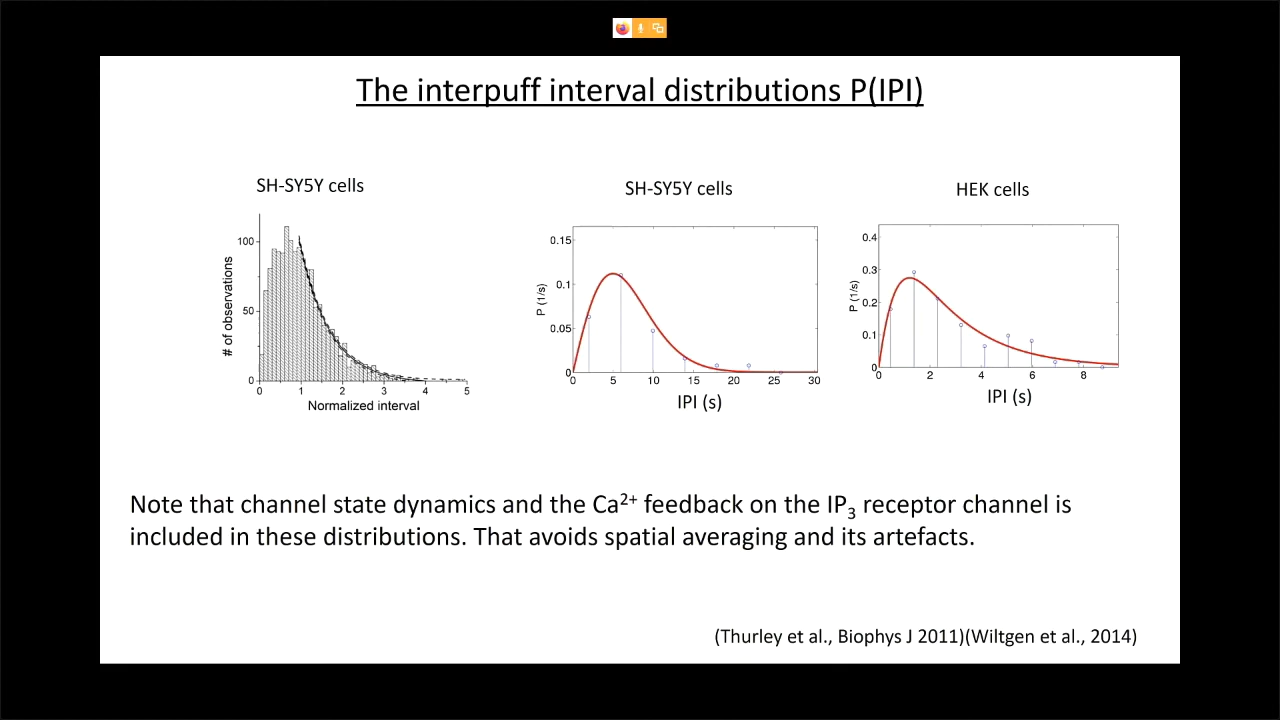 The interpuff interval distributions P(IPI)
SH-SY5Y cells
# of observations
100
50
0
0 1 2 3 4 5
Normalized interval
SH-SY5Y cells
P (1/s)
0.15
0.1
0.05
0
0 5 10 15 20 25 30
IPI (s)
HEK cells
P (1/s)
0.4
0.3
0.2
0.1
0
0 2 4 6 8
IPI (s)
Note that channel state dynamics and the Ca²⁺ feedback on the IP₃ receptor channel is
included in these distributions. That avoids spatial averaging and its artefacts.
(Thurley et al., Biophys J 2011)(Wiltgen et al., 2014)